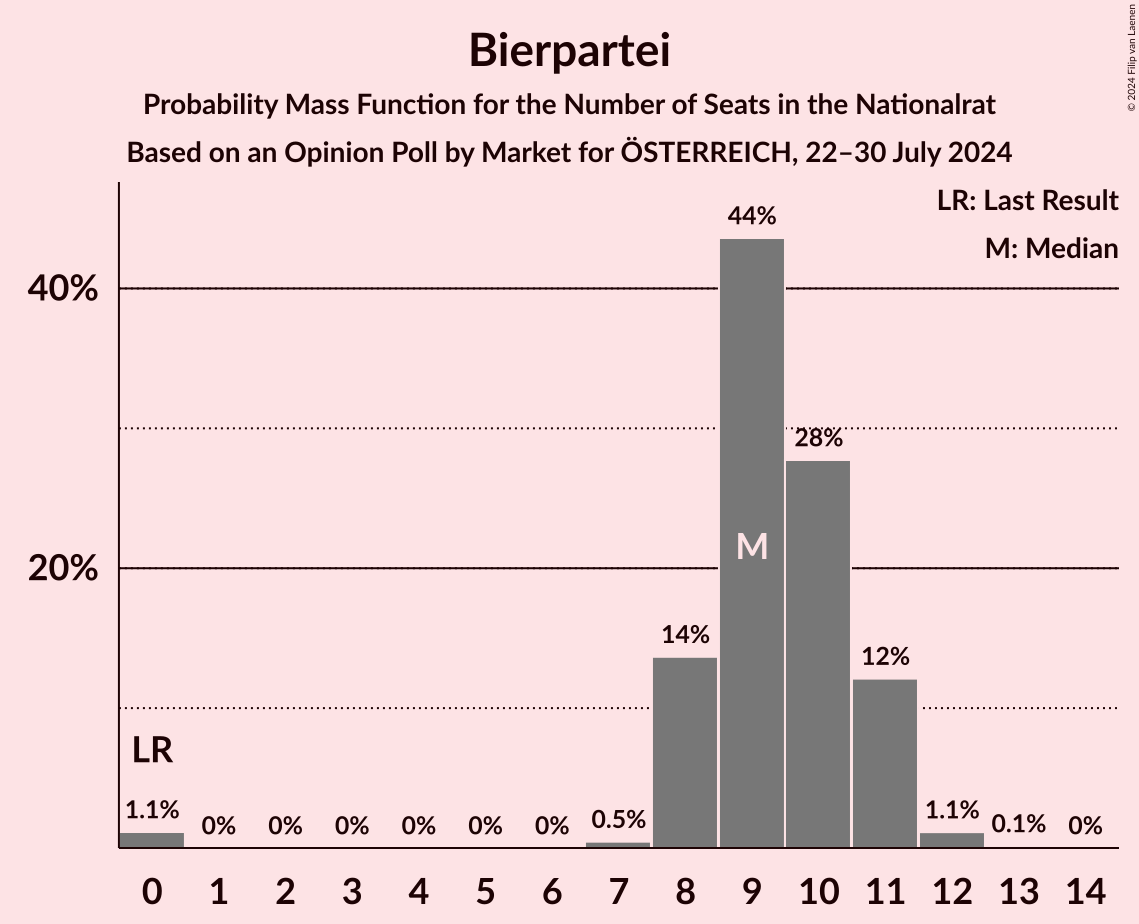 Bierpartei
Probability Mass Function for the Number of Seats in the Nationalrat
Based on an Opinion Poll by Market for ÖSTERREICH, 22–30 July 2024
© 2024 Filip van Laenen
LR: Last Result
M: Median
40%
20%
LR
M
1.1%
0%
0%
0%
0%
0%
0%
0.5%
14%
44%
28%
12%
1.1%
0.1%
0%
0 1 2 3 4 5 6 7 8 9 10 11 12 13 14